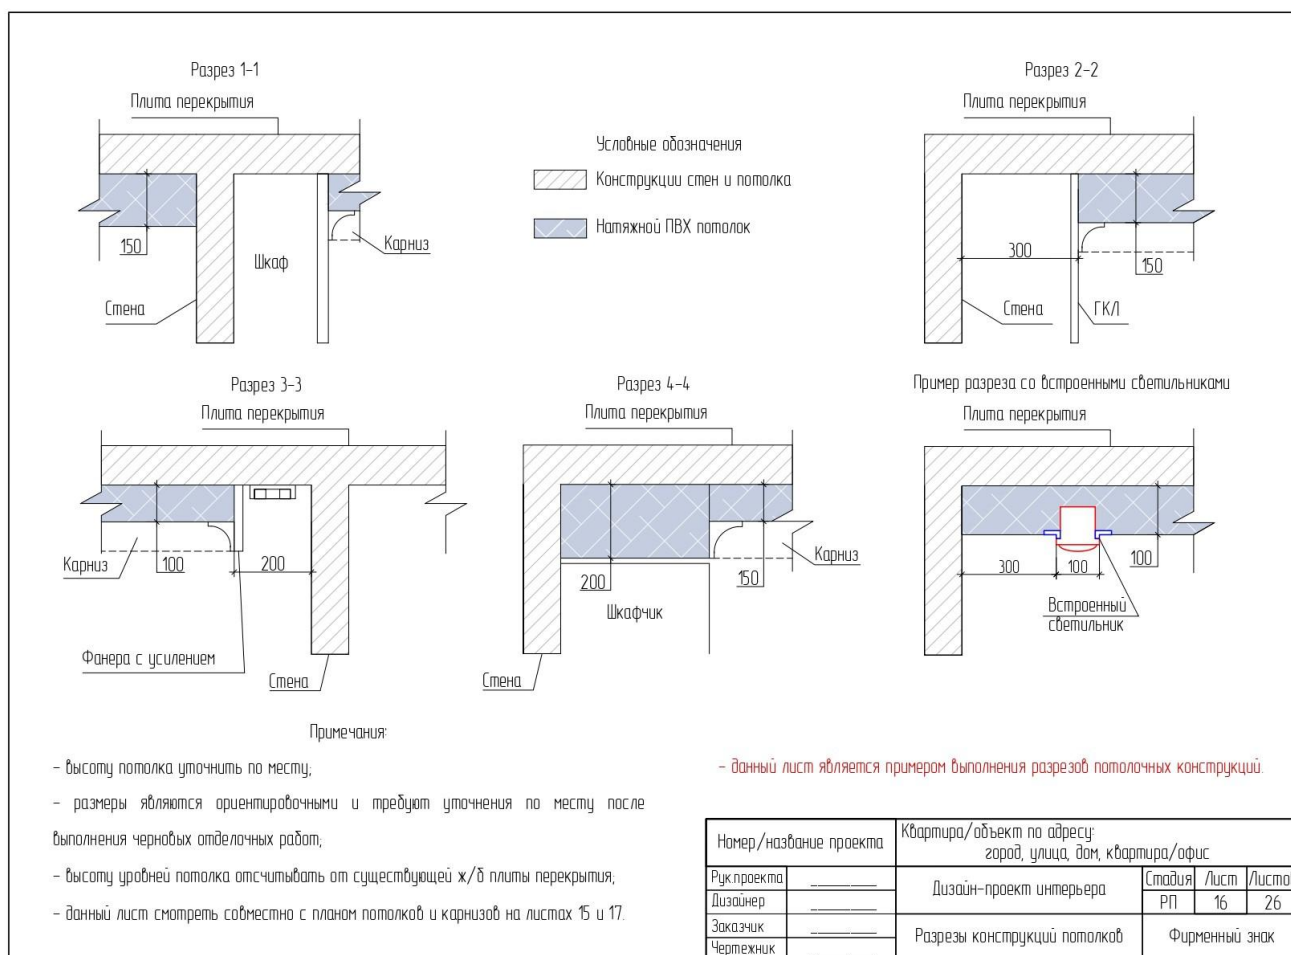 Разрез 1-1
Плита перекрытия
150
Шкаф
Карниз
Стена
Условные обозначения
Конструкции стен и потолка
Натяжной ПВХ потолок
Разрез 2-2
Плита перекрытия
300
150
Стена
ГКЛ
Разрез 3-3
Плита перекрытия
Карниз
100
200
Фанера с усилением
Стена
Разрез 4-4
Плита перекрытия
200
150
Карниз
Шкафчик
Стена
Пример разреза со встроенными светильниками
Плита перекрытия
300
100
100
Встроенный
светильник
Примечания:
- высоту потолка уточнить по месту;
- размеры являются ориентировочными и требуют уточнения по месту после
выполнения черновых отделочных работ;
- высоту уровней потолка отсчитывать от существующей ж/б плиты перекрытия;
- данный лист смотреть совместно с планом потолков и карнизов на листах 15 и 17.
- данный лист является примером выполнения разрезов потолочных конструкций.
Номер/название проекта
Квартира/объект по адресу:
город, улица, дом, квартира/офис
Рук.проекта
Дизайнер
Заказчик
Чертежник
Дизайн-проект интерьера
Стадия Лист Листов
РП 16 26
Разрезы конструкций потолков
Фирменный знак